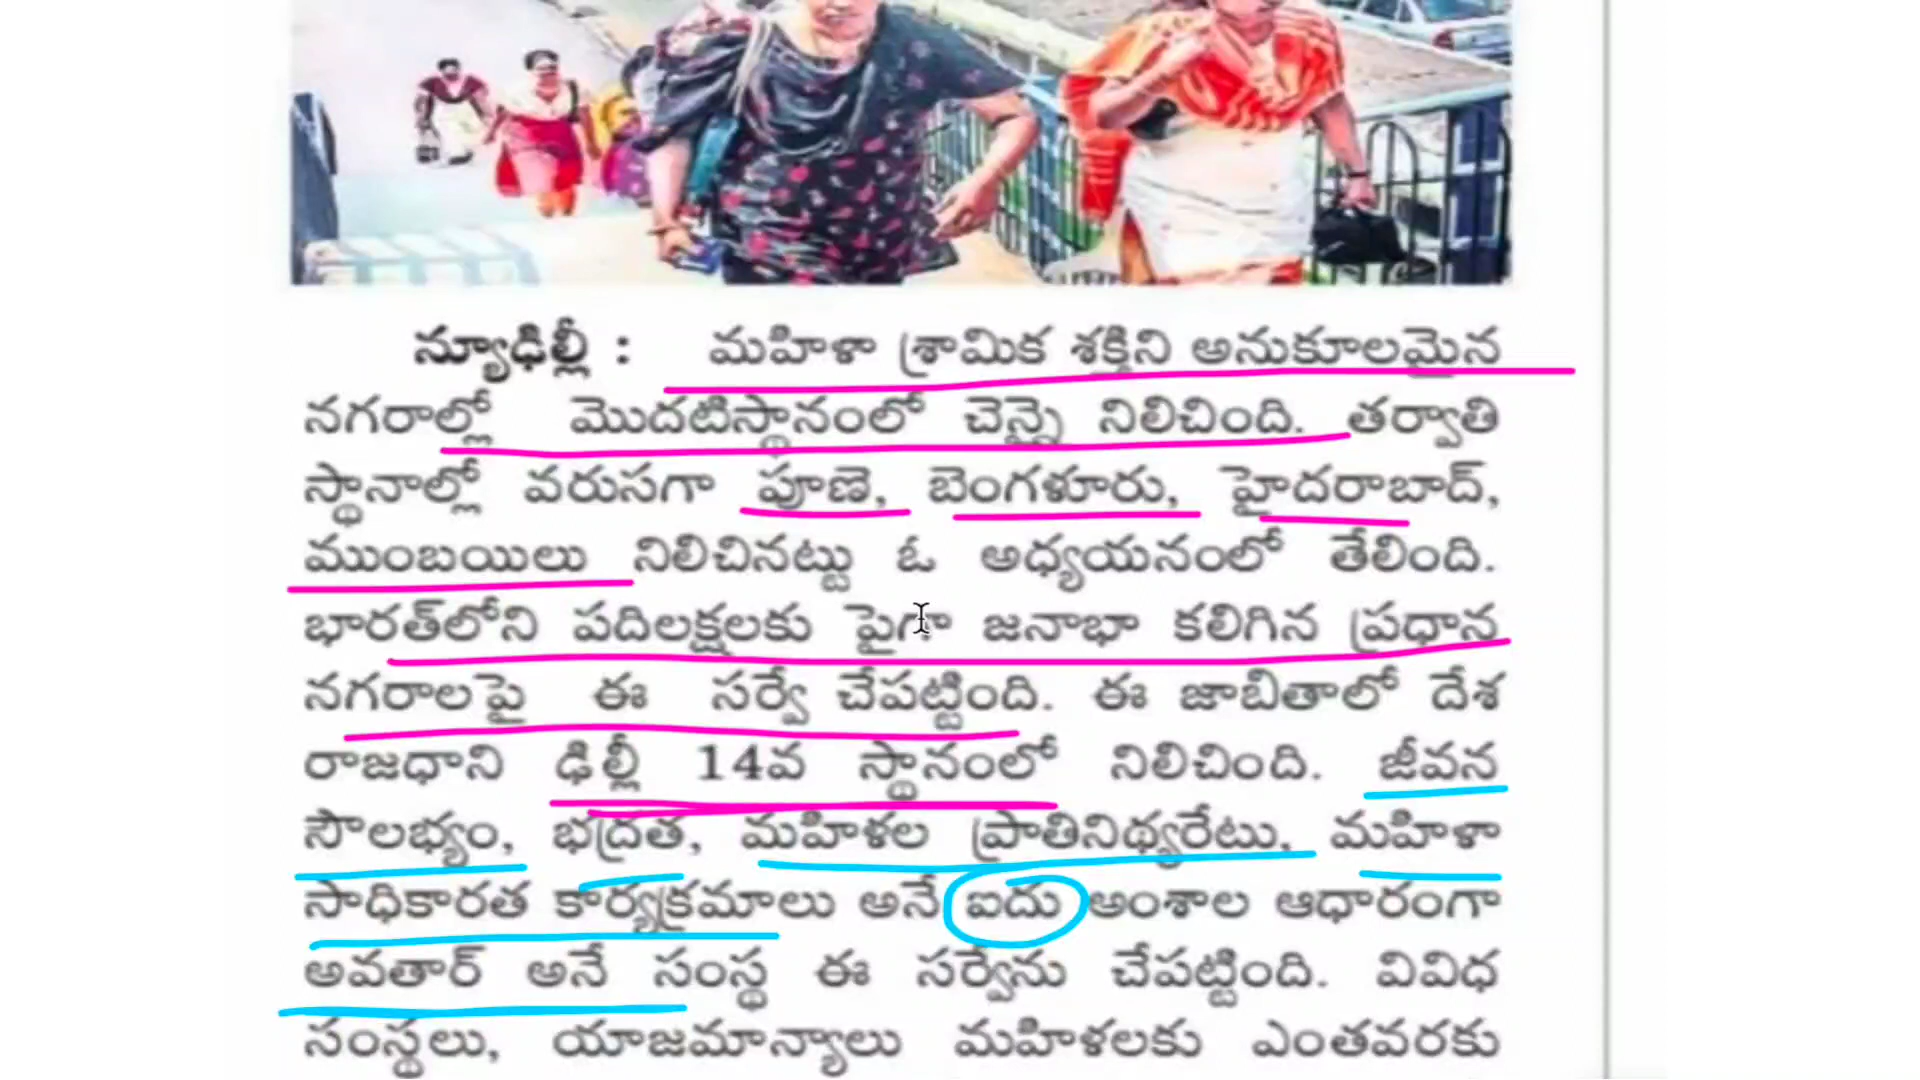 న్యూఢిల్లీ : మహిళా శ్రామిక శక్తిని అనుకూలమైన
నగరాల్లో మొదటిస్థానంలో చెన్నై నిలిచింది. తర్వాతి
స్థానాల్లో వరుసగా పూణె, బెంగళూరు, హైదరాబాద్,
ముంబయిలు నిలిచినట్టు ఓ అధ్యయనంలో తేలింది.
భారత్‌లోని పదిలక్షలకు పైగా జనాభా కలిగిన ప్రధాన
నగరాలపై ఈ సర్వే చేపట్టింది. ఈ జాబితాలో దేశ
రాజధాని ఢిల్లీ 14వ స్థానంలో నిలిచింది. జీవన
సౌలభ్యం, భద్రత, మహిళల ప్రాతినిథ్యరేటు, మహిళా
సాధికారత కార్యక్రమాలు అనే ఐదు అంశాల ఆధారంగా
అవతార్ అనే సంస్థ ఈ సర్వేను చేపట్టింది. వివిధ
సంస్థలు, యాజమాన్యాలు మహిళలకు ఎంతవరకు